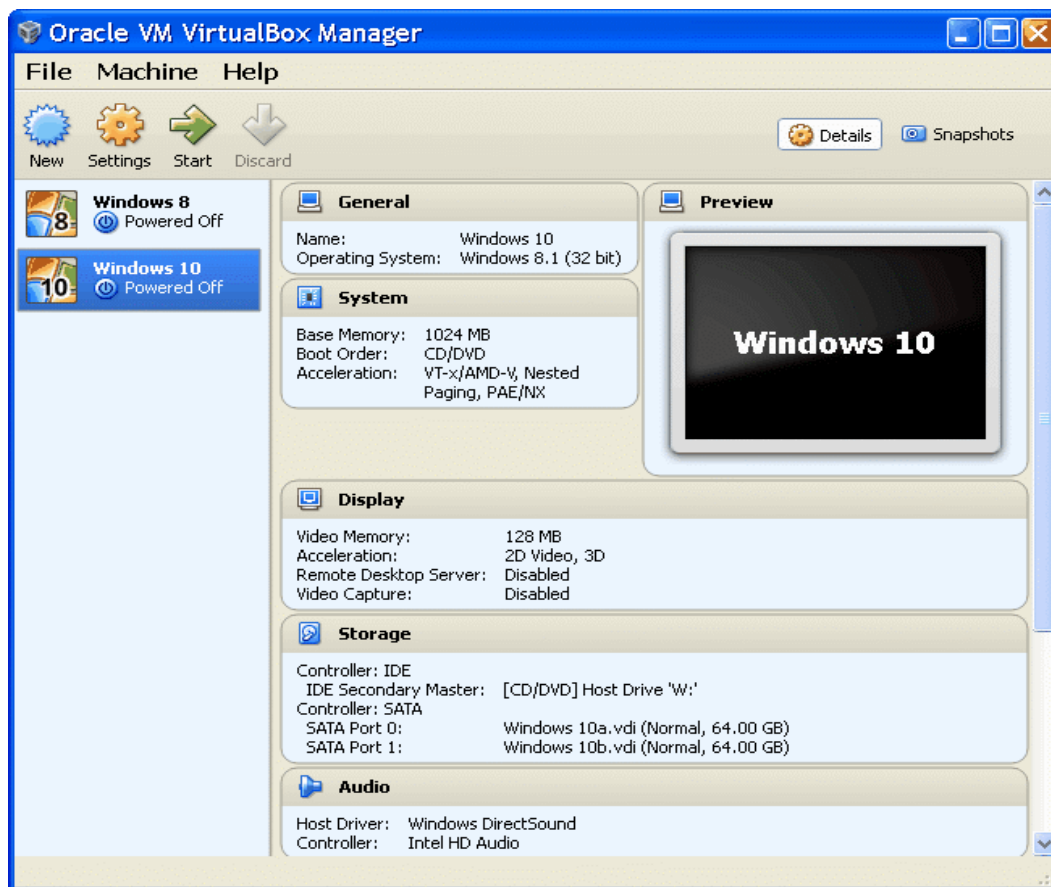 Oracle VM VirtualBox Manager
File Machine Help
New Settings Start Discard
Details Snapshots
8
Windows 8
Powered Off
10
Windows 10
Powered Off
General
Name: Windows 10
Operating System: Windows 8.1 (32 bit)
System
Base Memory: 1024 MB
Boot Order: CD/DVD
Acceleration: VT-x/AMD-V, Nested
Paging, PAE/NX
Preview
Windows 10
Display
Video Memory: 128 MB
Acceleration: 2D Video, 3D
Remote Desktop Server: Disabled
Video Capture: Disabled
Storage
Controller: IDE
IDE Secondary Master: [CD/DVD] Host Drive 'W:'
Controller: SATA
SATA Port 0: Windows 10a.vdi (Normal, 64.00 GB)
SATA Port 1: Windows 10b.vdi (Normal, 64.00 GB)
Audio
Host Driver: Windows DirectSound
Controller: Intel HD Audio